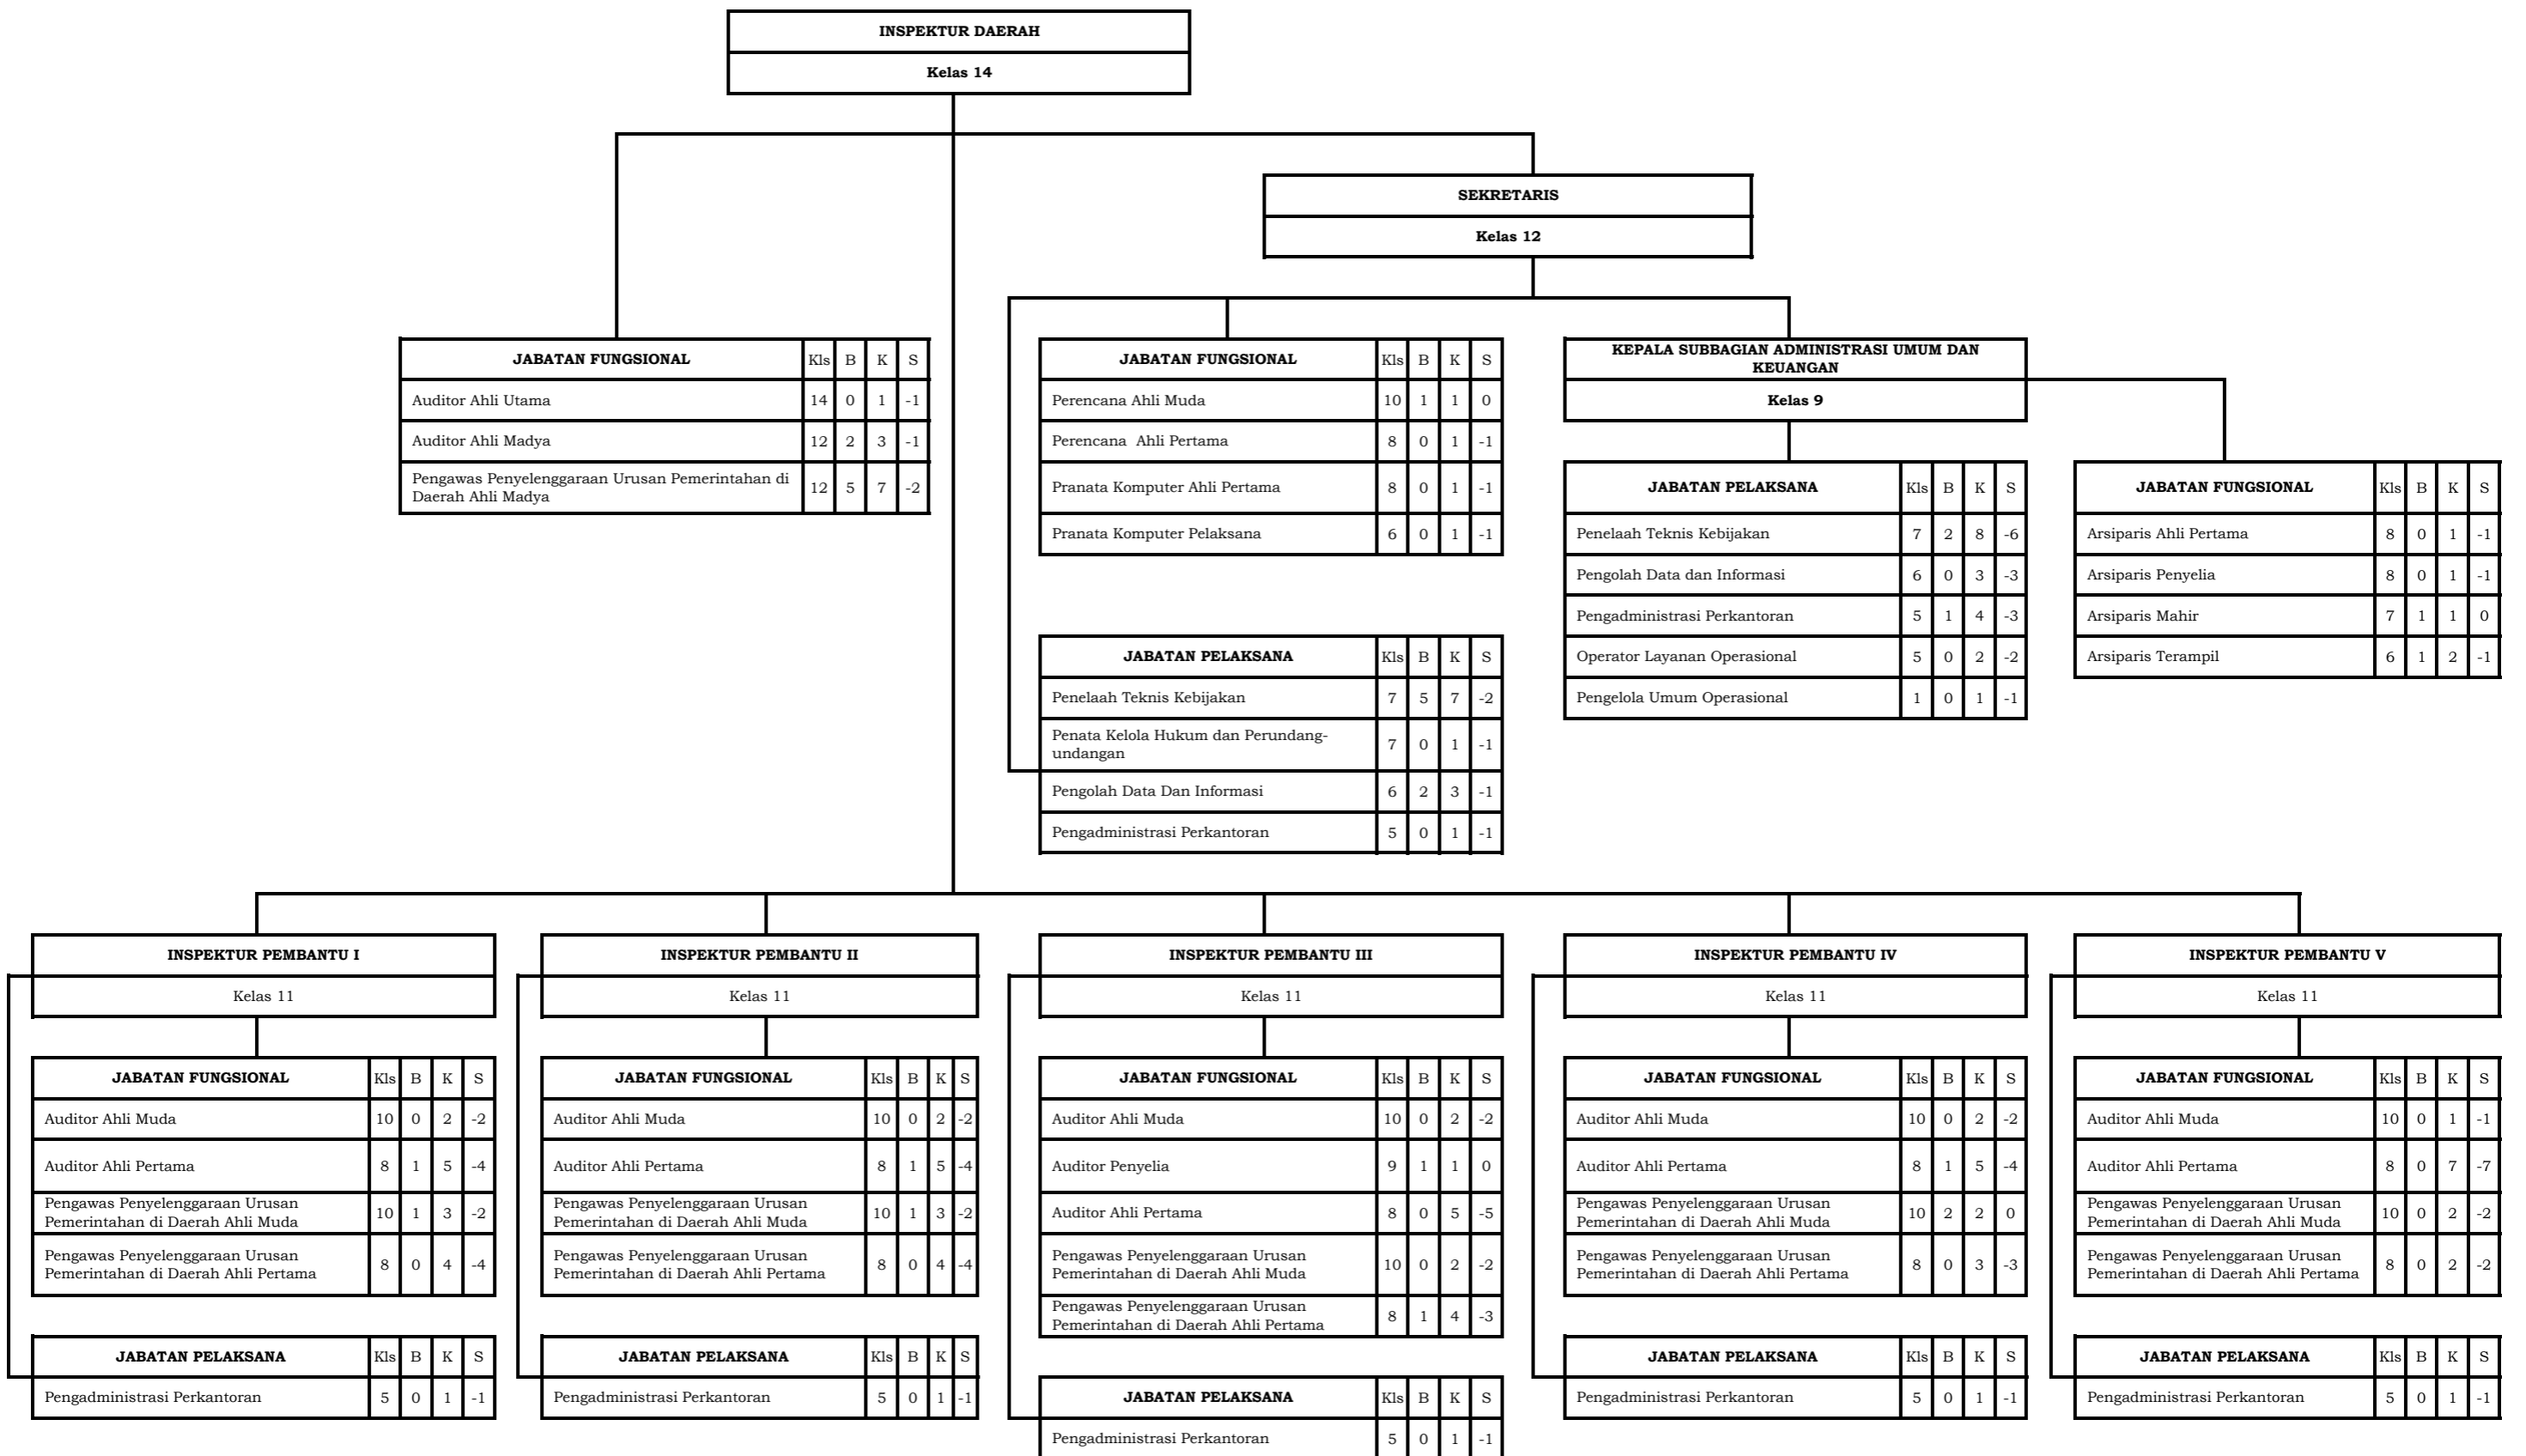 INSPEKTUR DAERAH
Kelas 14
SEKRETARIS
Kelas 12
JABATAN FUNGSIONAL Kls B K S
Auditor Ahli Utama 14 0 1 -1
Auditor Ahli Madya 12 2 3 -1
Pengawas Penyelenggaraan Urusan Pemerintahan di
Daerah Ahli Madya 12 5 7 -2
JABATAN FUNGSIONAL Kls B K S
Perencana Ahli Muda 10 1 1 0
Perencana Ahli Pertama 8 0 1 -1
Pranata Komputer Ahli Pertama 8 0 1 -1
Pranata Komputer Pelaksana 6 0 1 -1
JABATAN PELAKSANA Kls B K S
Penelaah Teknis Kebijakan 7 5 7 -2
Penata Kelola Hukum dan Perundang-
undangan 7 0 1 -1
Pengolah Data Dan Informasi 6 2 3 -1
Pengadministrasi Perkantoran 5 0 1 -1
KEPALA SUBBAGIAN ADMINISTRASI UMUM DAN
KEUANGAN
Kelas 9
JABATAN PELAKSANA Kls B K S
Penelaah Teknis Kebijakan 7 2 8 -6
Pengolah Data dan Informasi 6 0 3 -3
Pengadministrasi Perkantoran 5 1 4 -3
Operator Layanan Operasional 5 0 2 -2
Pengelola Umum Operasional 1 0 1 -1
JABATAN FUNGSIONAL Kls B K S
Arsiparis Ahli Pertama 8 0 1 -1
Arsiparis Penyelia 8 0 1 -1
Arsiparis Mahir 7 1 1 0
Arsiparis Terampil 6 1 2 -1
INSPEKTUR PEMBANTU I
Kelas 11
JABATAN FUNGSIONAL Kls B K S
Auditor Ahli Muda 10 0 2 -2
Auditor Ahli Pertama 8 1 5 -4
Pengawas Penyelenggaraan Urusan
Pemerintahan di Daerah Ahli Muda 10 1 3 -2
Pengawas Penyelenggaraan Urusan
Pemerintahan di Daerah Ahli Pertama 8 0 4 -4
JABATAN PELAKSANA Kls B K S
Pengadministrasi Perkantoran 5 0 1 -1
INSPEKTUR PEMBANTU II
Kelas 11
JABATAN FUNGSIONAL Kls B K S
Auditor Ahli Muda 10 0 2 -2
Auditor Ahli Pertama 8 1 5 -4
Pengawas Penyelenggaraan Urusan
Pemerintahan di Daerah Ahli Muda 10 1 3 -2
Pengawas Penyelenggaraan Urusan
Pemerintahan di Daerah Ahli Pertama 8 0 4 -4
JABATAN PELAKSANA Kls B K S
Pengadministrasi Perkantoran 5 0 1 -1
INSPEKTUR PEMBANTU III
Kelas 11
JABATAN FUNGSIONAL Kls B K S
Auditor Ahli Muda 10 0 2 -2
Auditor Penyelia 9 1 1 0
Auditor Ahli Pertama 8 0 5 -5
Pengawas Penyelenggaraan Urusan
Pemerintahan di Daerah Ahli Muda 10 0 2 -2
Pengawas Penyelenggaraan Urusan
Pemerintahan di Daerah Ahli Pertama 8 1 4 -3
JABATAN PELAKSANA Kls B K S
Pengadministrasi Perkantoran 5 0 1 -1
INSPEKTUR PEMBANTU IV
Kelas 11
JABATAN FUNGSIONAL Kls B K S
Auditor Ahli Muda 10 0 2 -2
Auditor Ahli Pertama 8 1 5 -4
Pengawas Penyelenggaraan Urusan
Pemerintahan di Daerah Ahli Muda 10 2 2 0
Pengawas Penyelenggaraan Urusan
Pemerintahan di Daerah Ahli Pertama 8 0 3 -3
JABATAN PELAKSANA Kls B K S
Pengadministrasi Perkantoran 5 0 1 -1
INSPEKTUR PEMBANTU V
Kelas 11
JABATAN FUNGSIONAL Kls B K S
Auditor Ahli Muda 10 0 1 -1
Auditor Ahli Pertama 8 0 7 -7
Pengawas Penyelenggaraan Urusan
Pemerintahan di Daerah Ahli Muda 10 0 2 -2
Pengawas Penyelenggaraan Urusan
Pemerintahan di Daerah Ahli Pertama 8 0 2 -2
JABATAN PELAKSANA Kls B K S
Pengadministrasi Perkantoran 5 0 1 -1